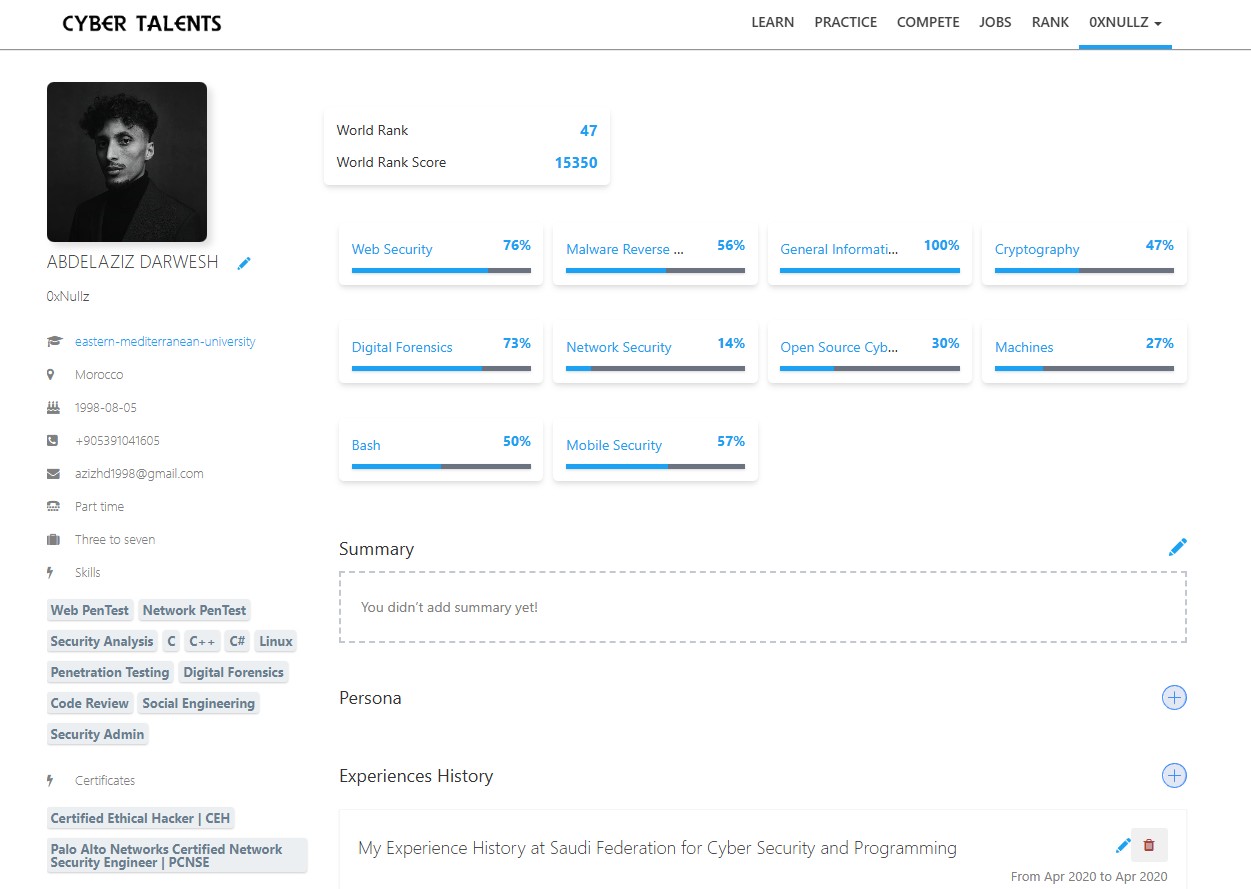 CYBER TALENTS
LEARN PRACTICE COMPETE JOBS RANK 0XNULLZ
ABDELAZIZ DARWESH
0xNullz
eastern-mediterranean-university
Morocco
1998-08-05
+905391041605
azizhd1998@gmail.com
Part time
Three to seven
Skills
Web PenTest Network PenTest
Security Analysis C C++ C# Linux
Penetration Testing Digital Forensics
Code Review Social Engineering
Security Admin
Certificates
Certified Ethical Hacker | CEH
Palo Alto Networks Certified Network
Security Engineer | PCNSE
World Rank 47
World Rank Score 15350
Web Security 76% Malware Reverse ... 56% General Informati... 100% Cryptography 47%
Digital Forensics 73% Network Security 14% Open Source Cyb... 30% Machines 27%
Bash 50% Mobile Security 57%
Summary
You didn't add summary yet!
Persona
Experiences History
My Experience History at Saudi Federation for Cyber Security and Programming
From Apr 2020 to Apr 2020